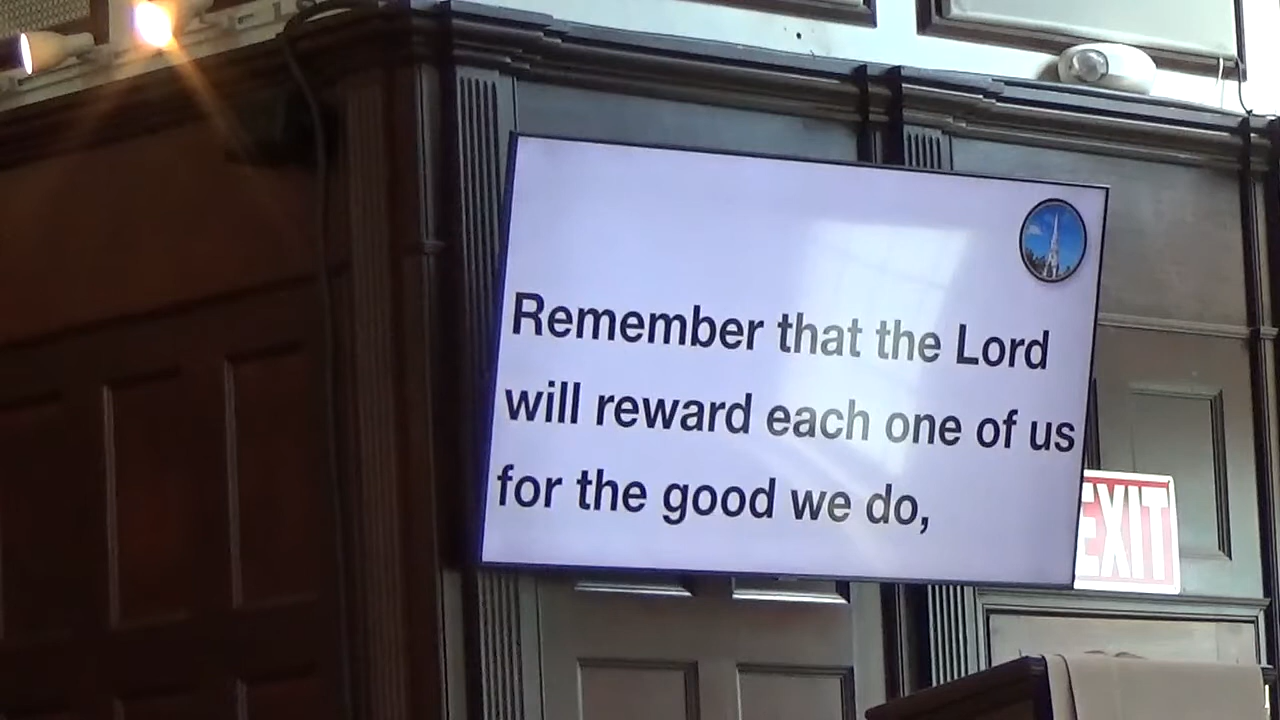 Remember that the Lord
will reward each one of us
for the good we do,
EXIT